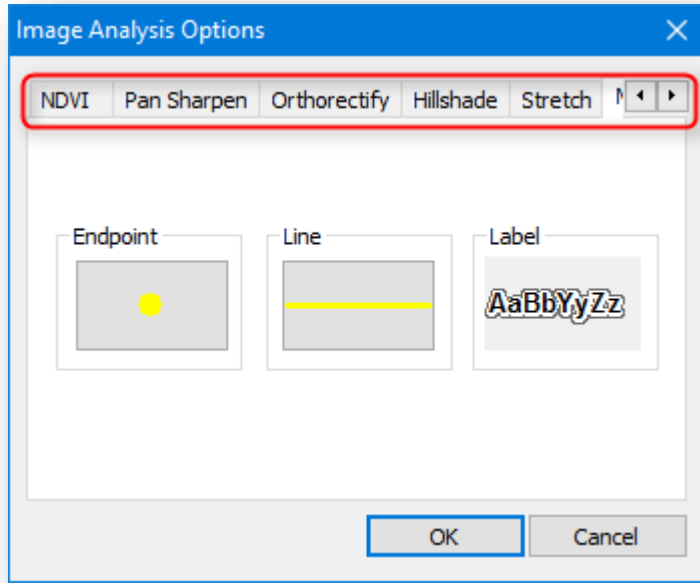 Image Analysis Options
NDVI Pan Sharpen Orthorectify Hillshade Stretch
Endpoint Line Label
AaBbYyZz
OK Cancel